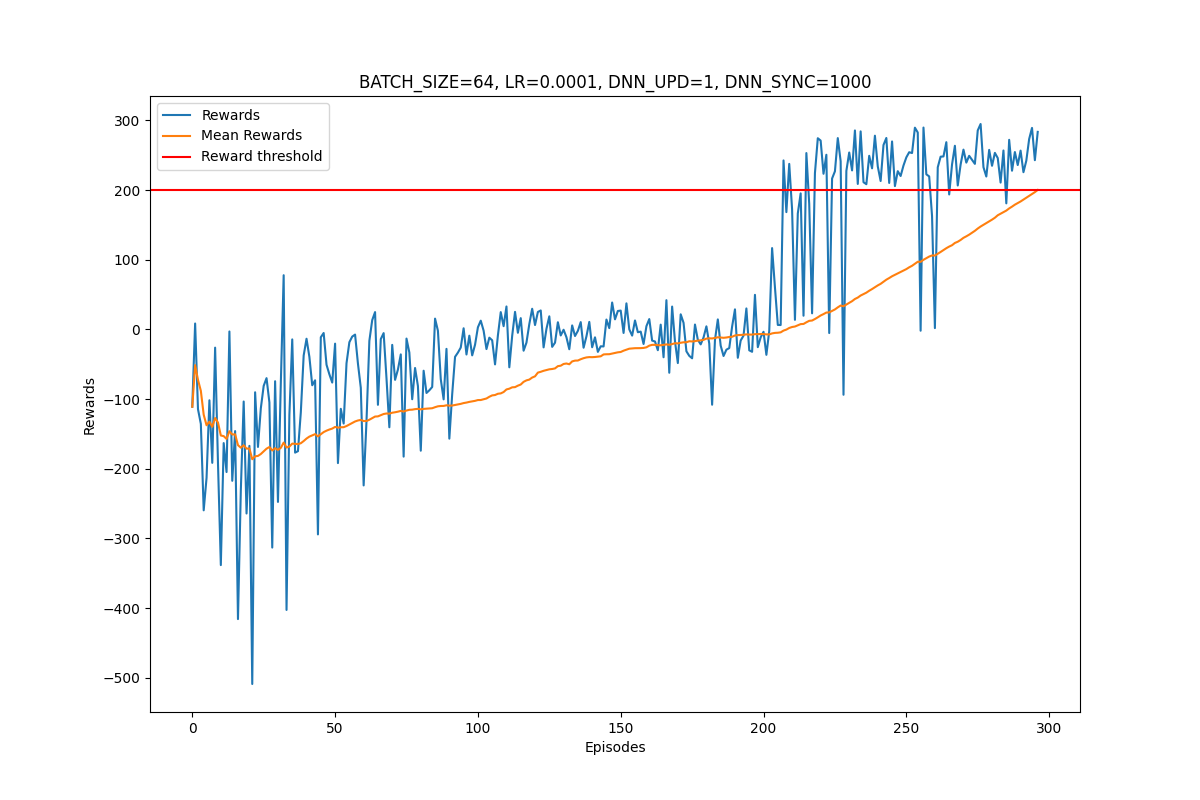 BATCH_SIZE=64, LR=0.0001, DNN_UPD=1, DNN_SYNC=1000
Rewards
Mean Rewards
Reward threshold
300
200
100
0
−100
−200
−300
−400
−500
Rewards
0 50 100 150 200 250 300
Episodes